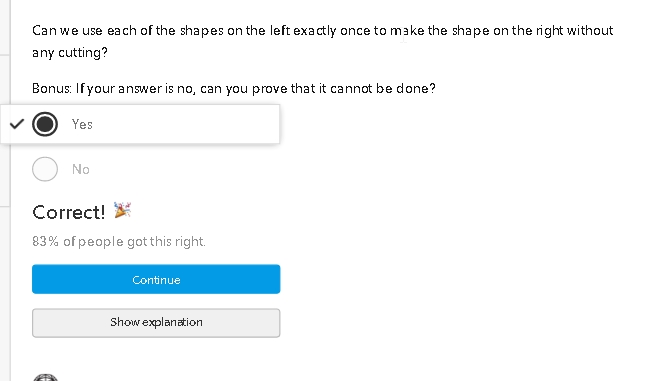 Can we use each of the shapes on the left exactly once to make the shape on the right without
any cutting?
Bonus: If your answer is no, can you prove that it cannot be done?
Yes
No
Correct!
83% of people got this right.
Continue
Show explanation